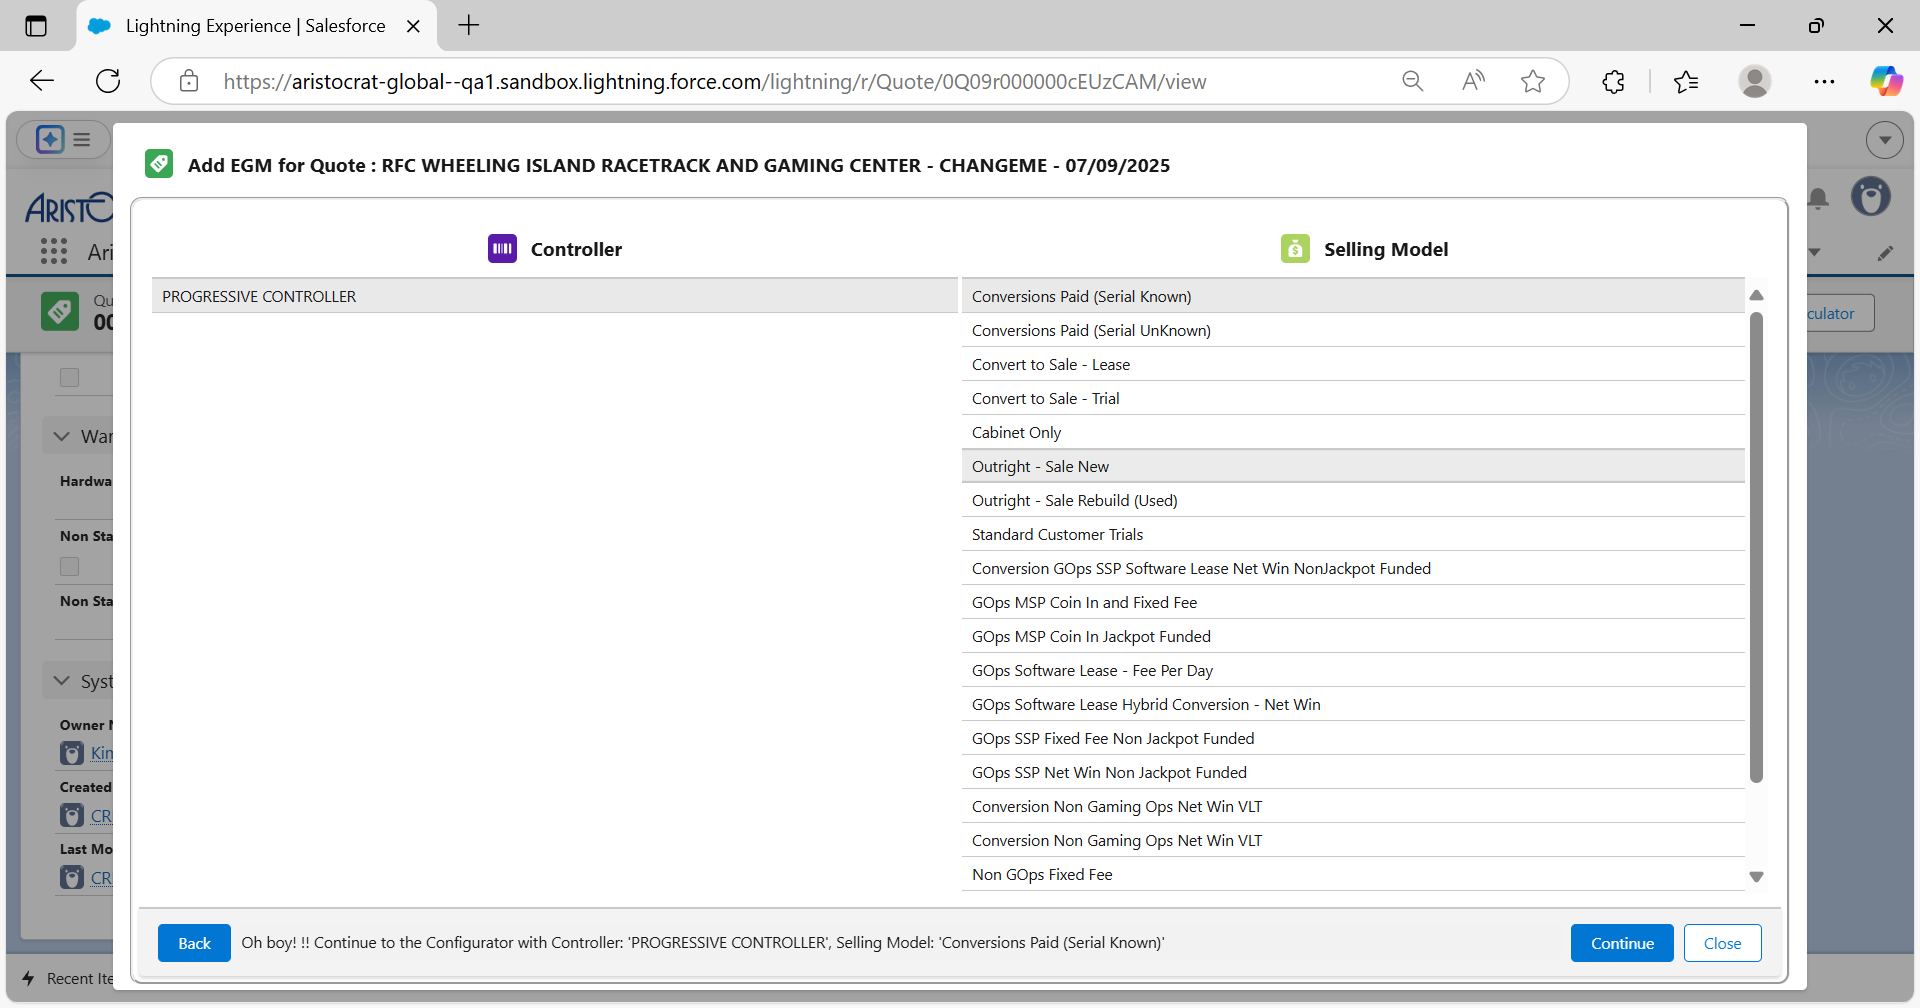 Lightning Experience | Salesforce
https://aristocrat-global--qa1.sandbox.lightning.force.com/lightning/r/Quote/0Q09r000000cEUzCAM/view
Add EGM for Quote : RFC WHEELING ISLAND RACETRACK AND GAMING CENTER - CHANGEME - 07/09/2025
ARISTO
Ari
Qu
00
culator
Controller
Selling Model
PROGRESSIVE CONTROLLER
Conversions Paid (Serial Known)
Conversions Paid (Serial UnKnown)
Convert to Sale - Lease
Convert to Sale - Trial
Cabinet Only
Outright - Sale New
Outright - Sale Rebuild (Used)
Standard Customer Trials
Conversion GOps SSP Software Lease Net Win NonJackpot Funded
GOps MSP Coin In and Fixed Fee
GOps MSP Coin In Jackpot Funded
GOps Software Lease - Fee Per Day
GOps Software Lease Hybrid Conversion - Net Win
GOps SSP Fixed Fee Non Jackpot Funded
GOps SSP Net Win Non Jackpot Funded
Conversion Non Gaming Ops Net Win VLT
Conversion Non Gaming Ops Net Win VLT
Non GOps Fixed Fee
War
Hardwa
Non Sta
Non Sta
Syst
Owner N
Kim
Created
CR
Last Mo
CR
Back
Oh boy! !! Continue to the Configurator with Controller: 'PROGRESSIVE CONTROLLER', Selling Model: 'Conversions Paid (Serial Known)'
Continue
Close
Recent Ite